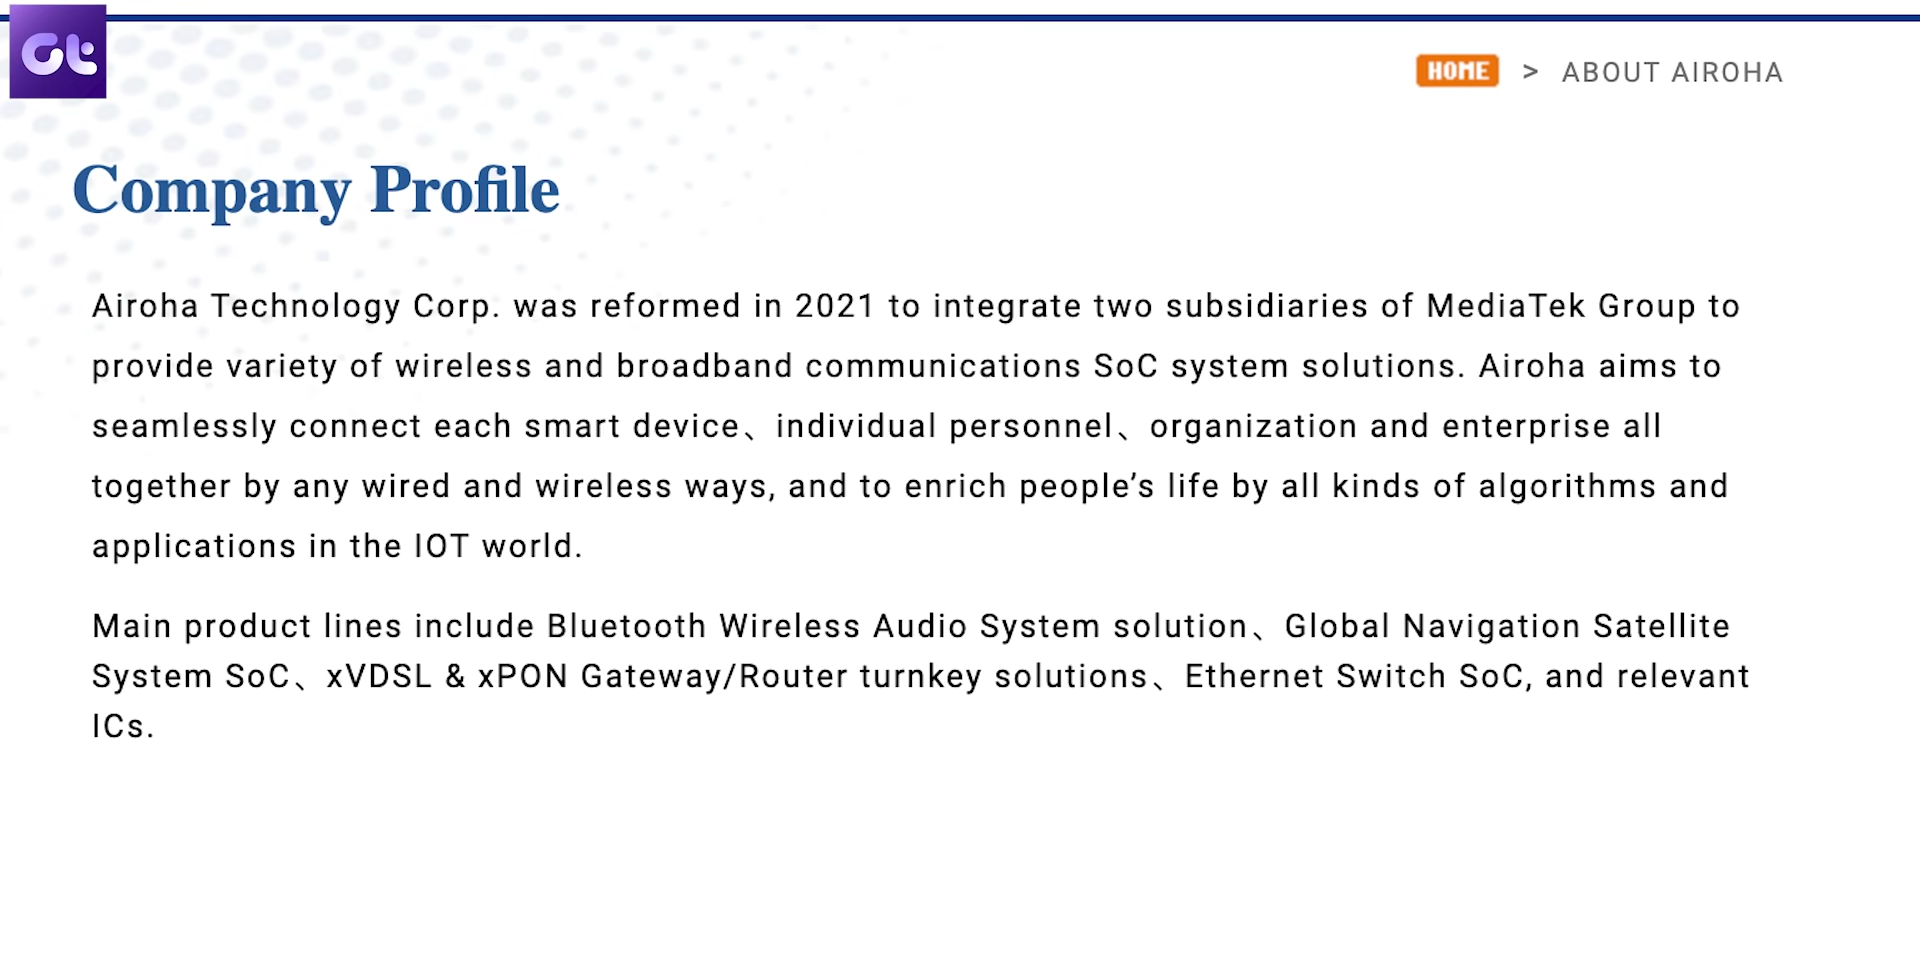 Gt
HOME > ABOUT AIROHA
Company Profile
Airoha Technology Corp. was reformed in 2021 to integrate two subsidiaries of MediaTek Group to
provide variety of wireless and broadband communications SoC system solutions. Airoha aims to
seamlessly connect each smart device、individual personnel、organization and enterprise all
together by any wired and wireless ways, and to enrich people’s life by all kinds of algorithms and
applications in the IOT world.
Main product lines include Bluetooth Wireless Audio System solution、Global Navigation Satellite
System SoC、xVDSL & xPON Gateway/Router turnkey solutions、Ethernet Switch SoC, and relevant
ICs.